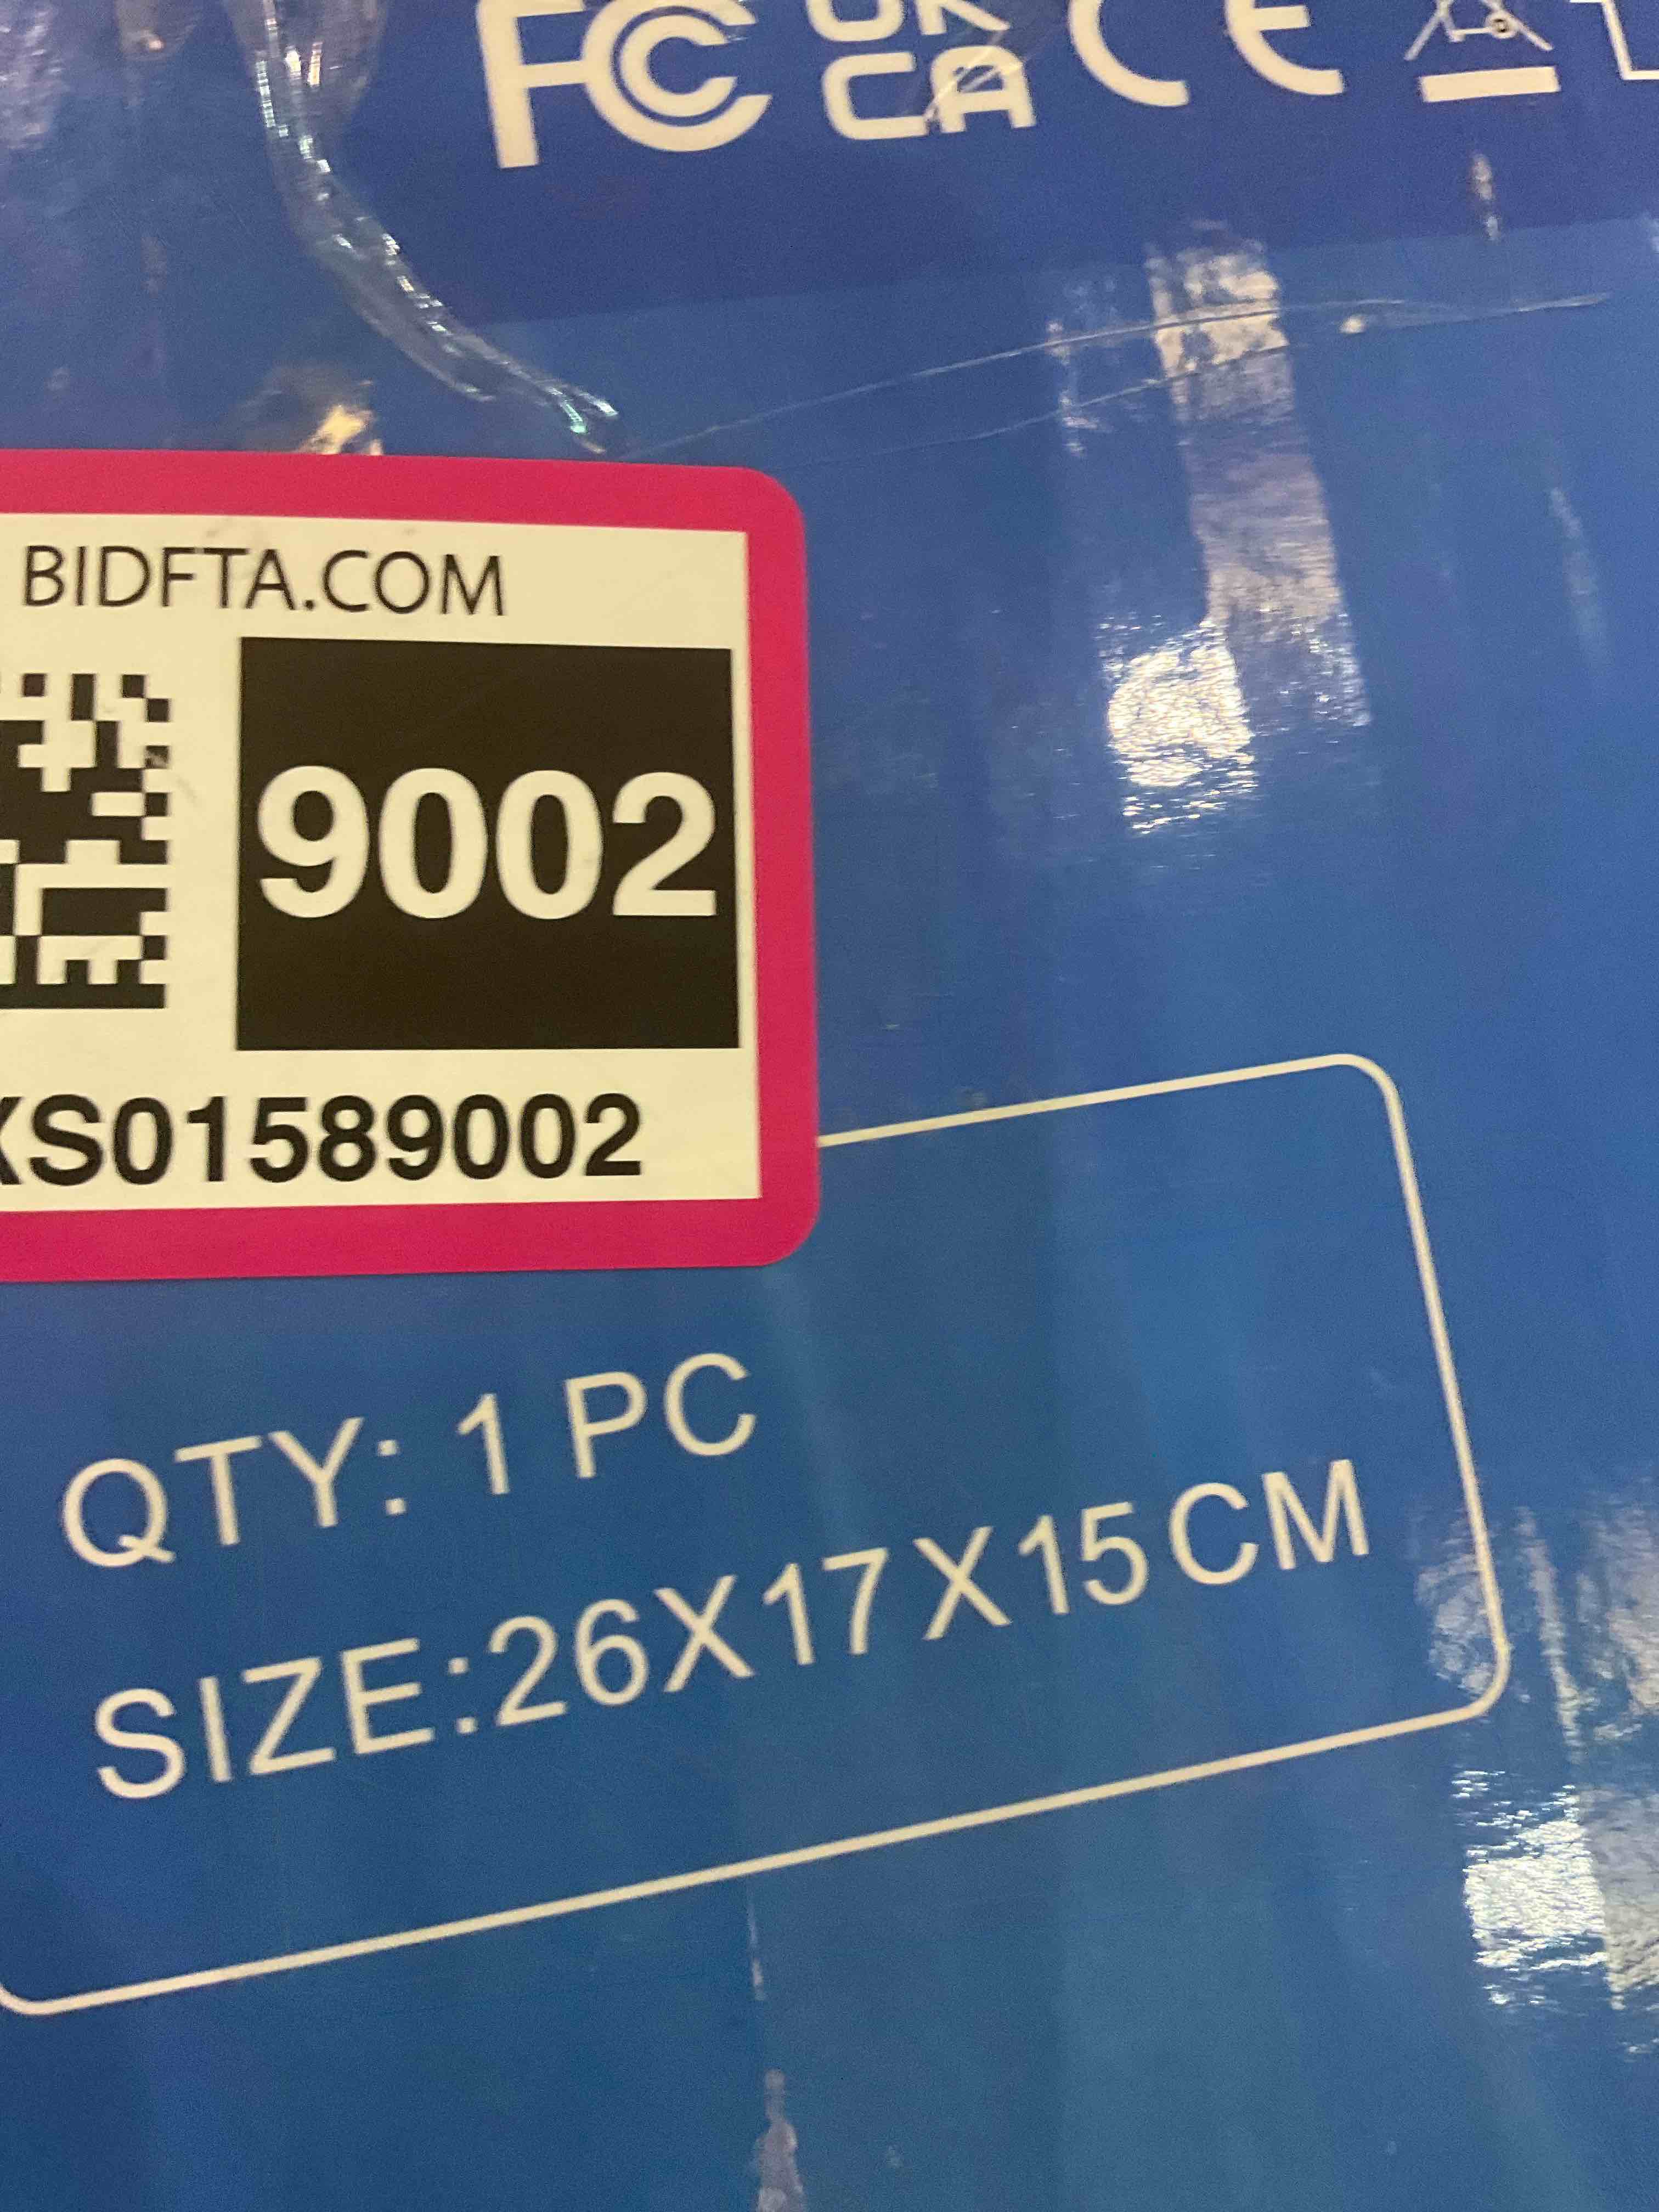 FC UK
CA CE
BIDFTA.COM
9002
XS01589002
QTY: 1 PC
SIZE:26X17X15CM